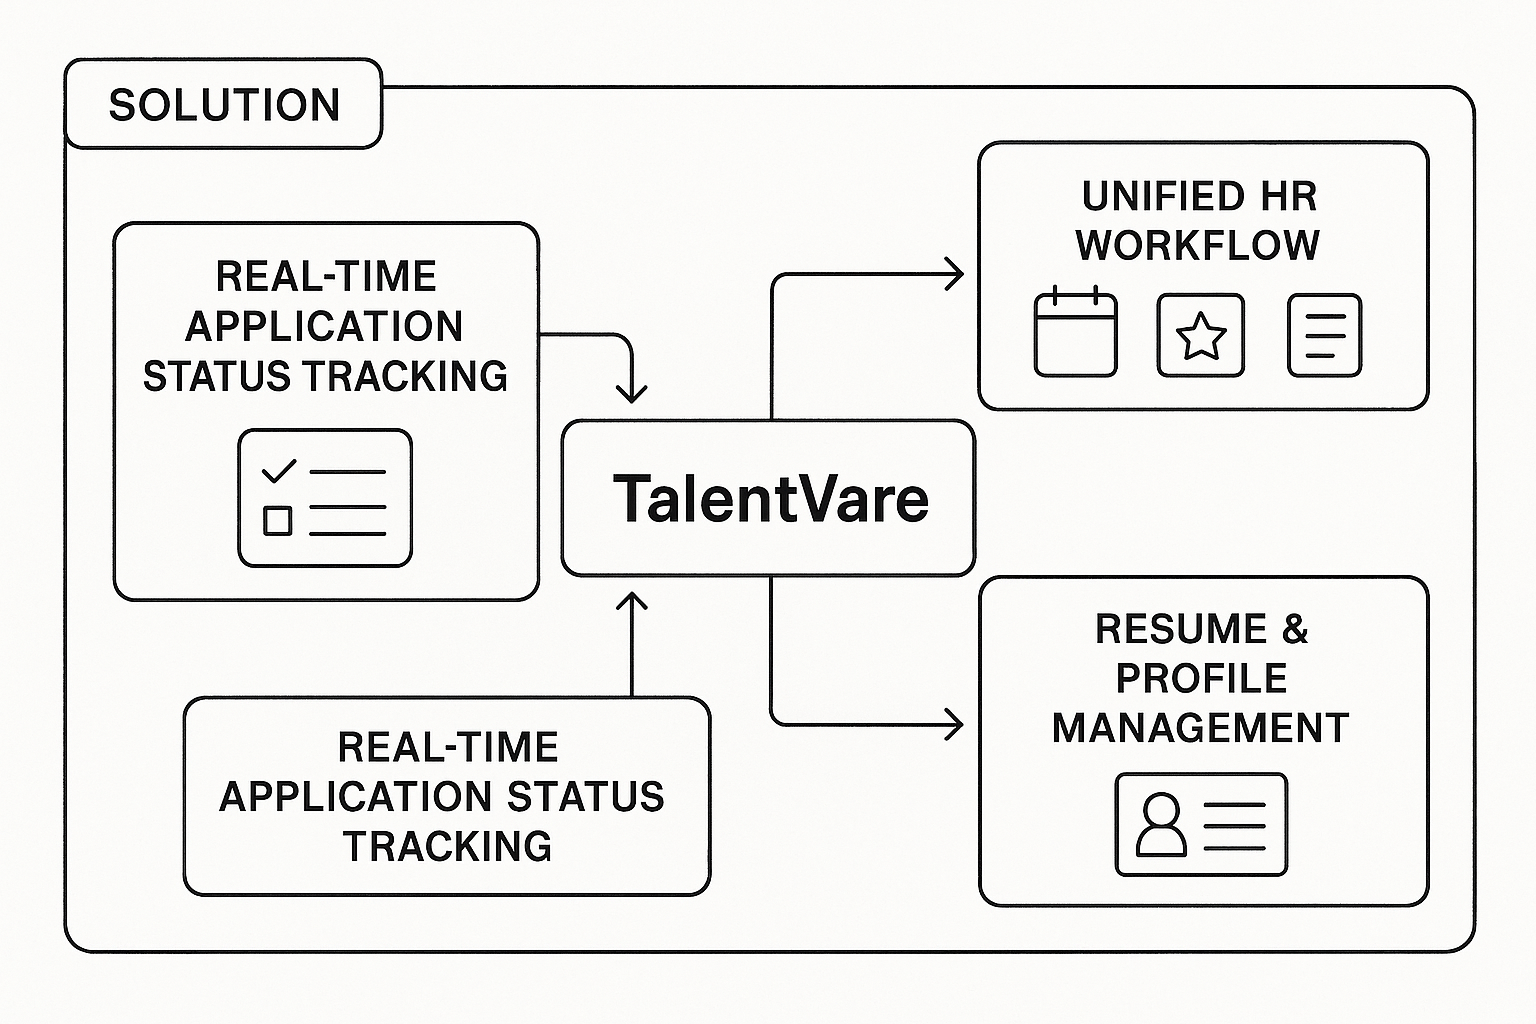 SOLUTION
REAL-TIME
APPLICATION
STATUS TRACKING
UNIFIED HR
WORKFLOW
TalentVare
REAL-TIME
APPLICATION STATUS
TRACKING
RESUME &
PROFILE
MANAGEMENT